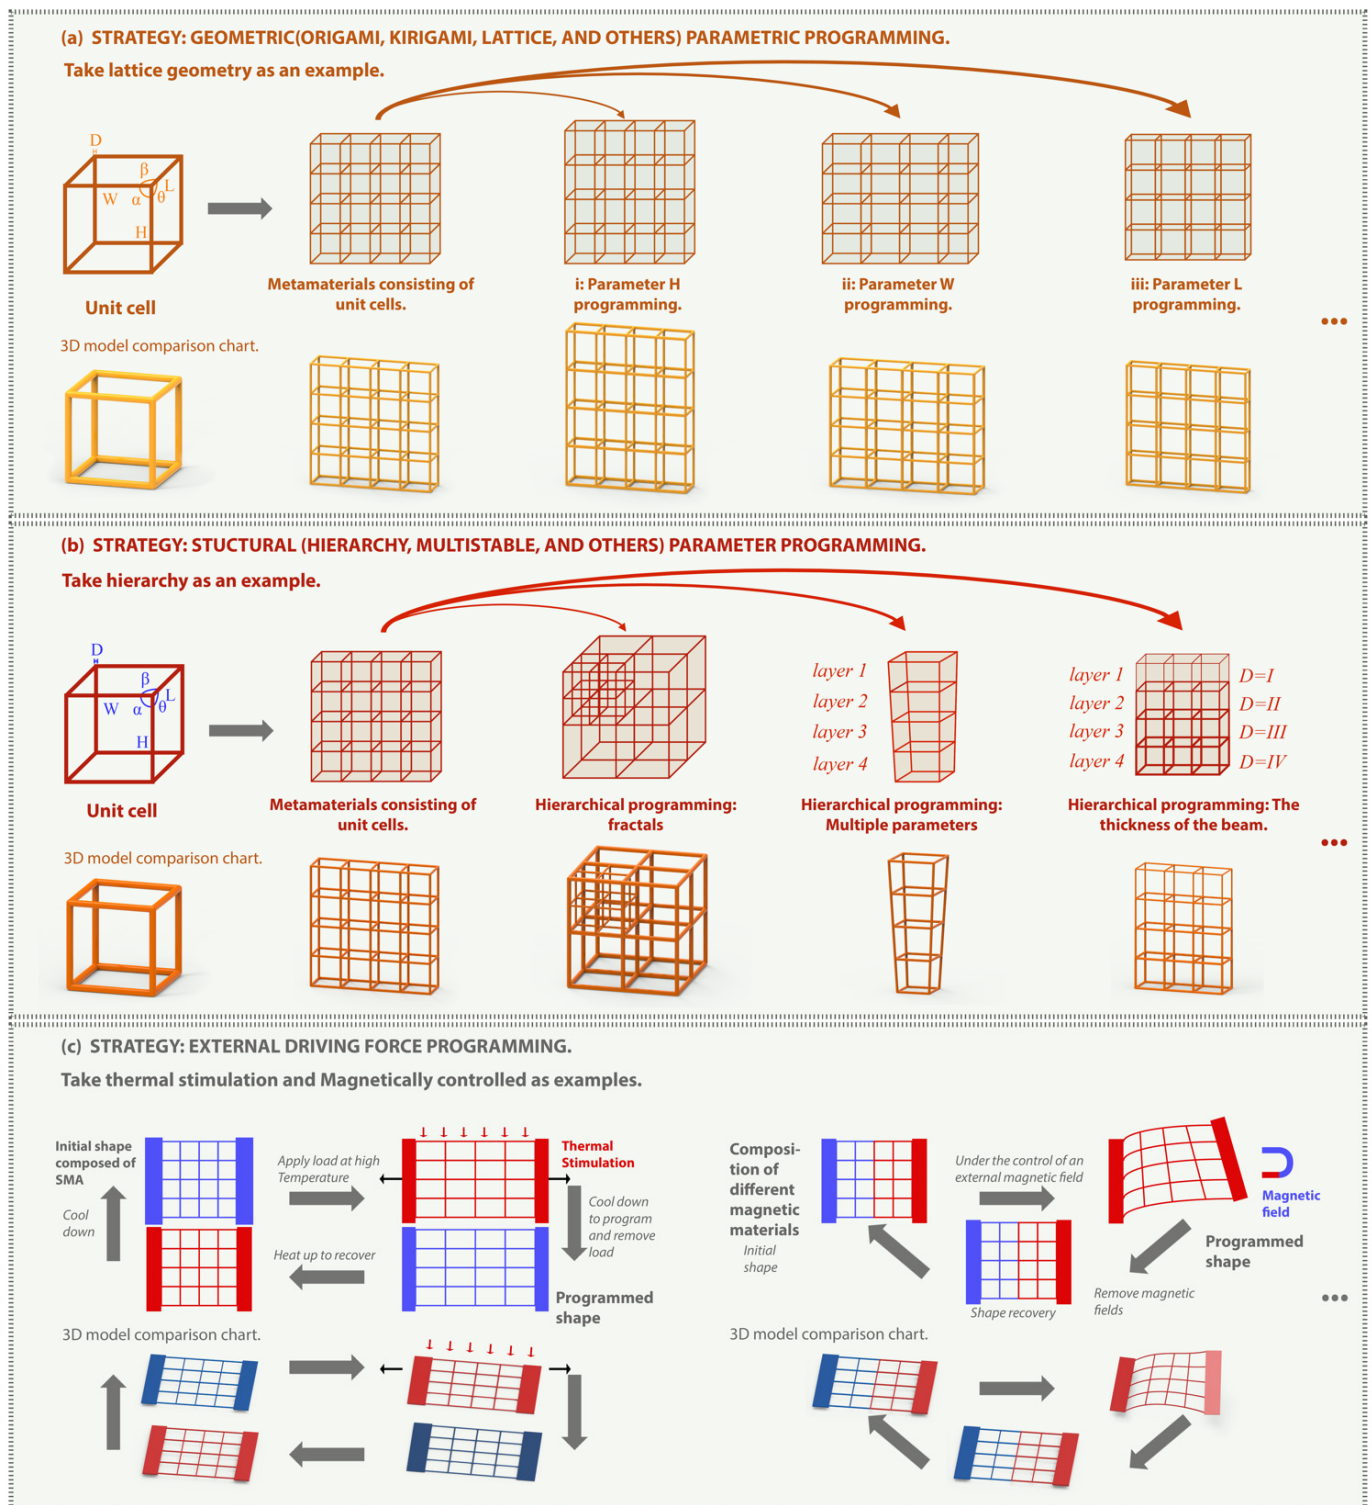 (a) STRATEGY: GEOMETRIC(ORIGAMI, KIRIGAMI, LATTICE, AND OTHERS) PARAMETRIC PROGRAMMING.
Take lattice geometry as an example.
D
β
W
α
θ
L
H
Unit cell
Metamaterials consisting of
unit cells.
i: Parameter H
programming.
ii: Parameter W
programming.
iii: Parameter L
programming.
•••
3D model comparison chart.
(b) STRATEGY: STUCTURAL (HIERARCHY, MULTISTABLE, AND OTHERS) PARAMETER PROGRAMMING.
Take hierarchy as an example.
D
β
W
α
θ
L
H
Unit cell
Metamaterials consisting of
unit cells.
Hierarchical programming:
fractals
layer 1
layer 2
layer 3
layer 4
Hierarchical programming:
Multiple parameters
layer 1
layer 2
layer 3
layer 4
D=I
D=II
D=III
D=IV
Hierarchical programming: The
thickness of the beam.
•••
3D model comparison chart.
(c) STRATEGY: EXTERNAL DRIVING FORCE PROGRAMMING.
Take thermal stimulation and Magnetically controlled as examples.
Initial shape
composed of
SMA
Cool
down
Apply load at high
Temperature
Heat up to recover
Thermal
Stimulation
Cool down
to program
and remove
load
Programmed
shape
3D model comparison chart.
Composi-
tion of
different
magnetic
materials
Initial
shape
Under the control of an
external magnetic field
Magnetic
field
Programmed
shape
Remove magnetic
fields
Shape recovery
•••
3D model comparison chart.